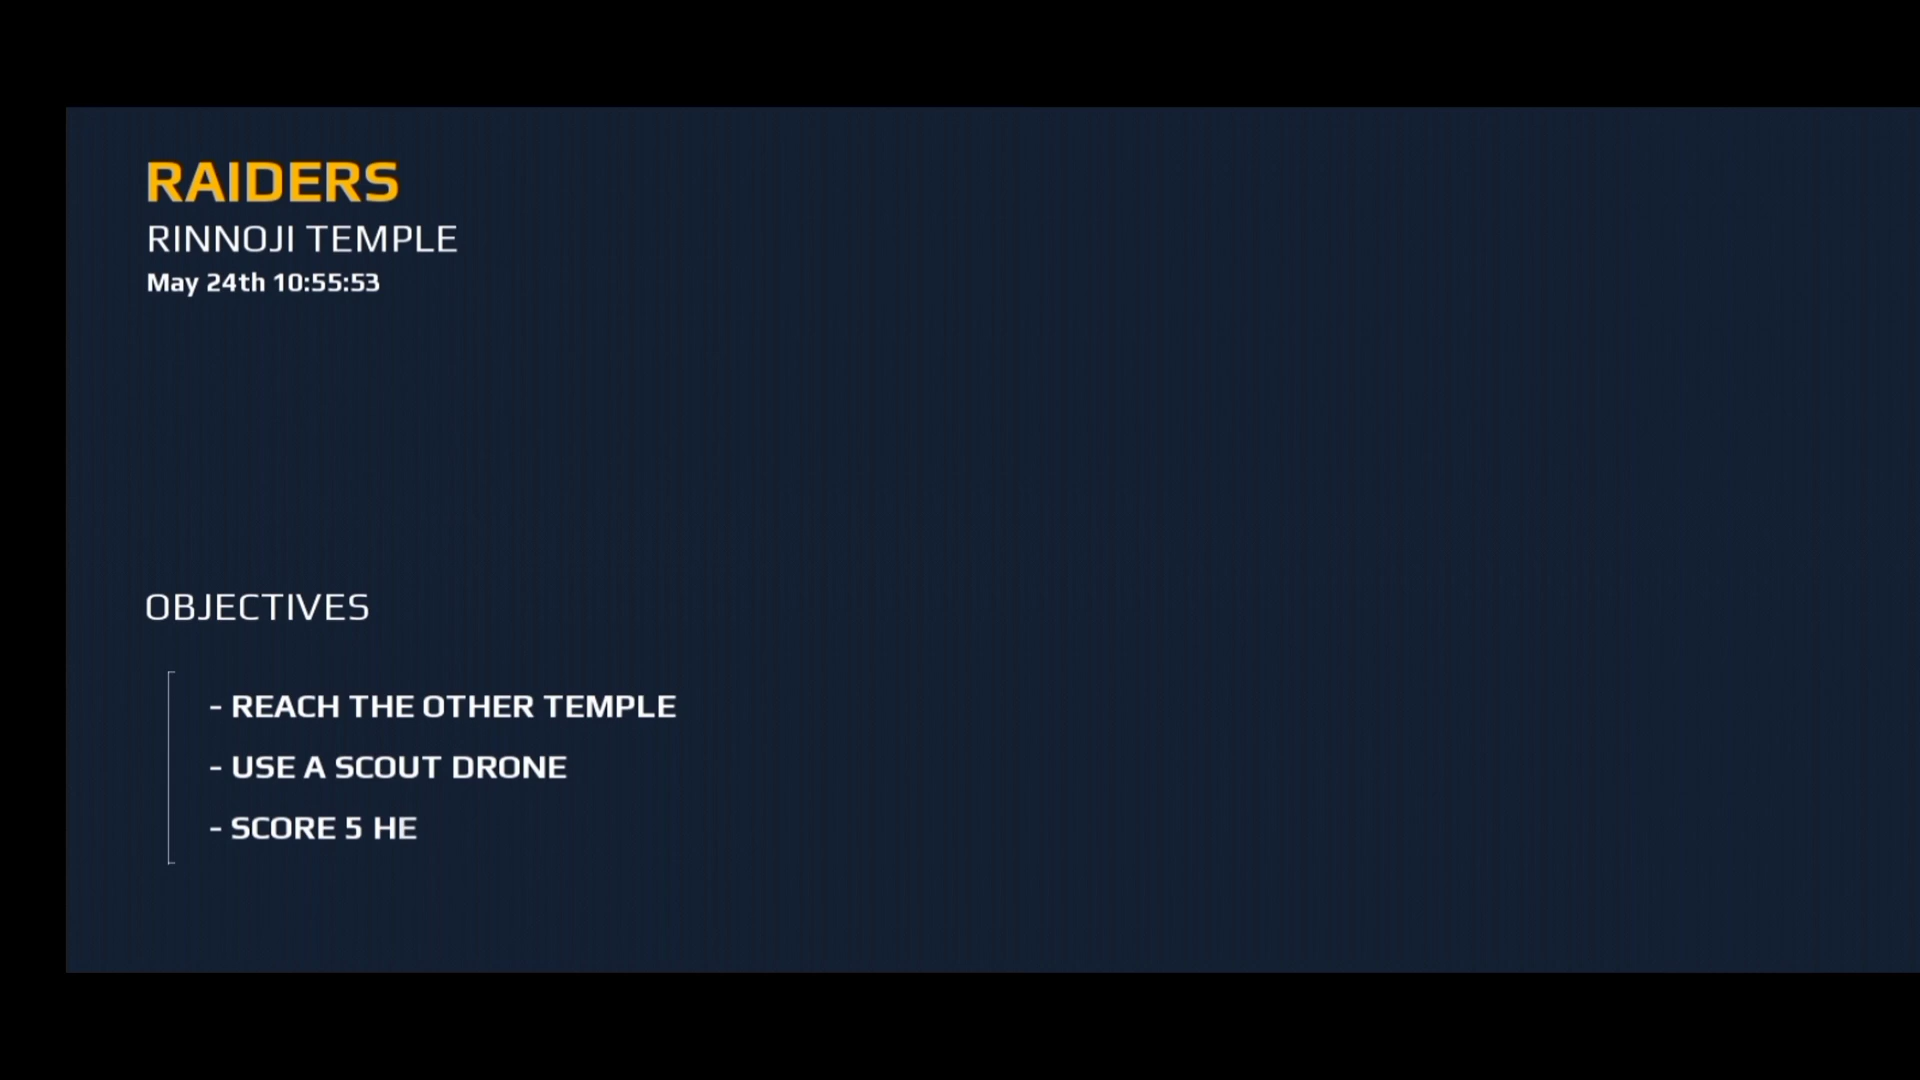 RAIDERS
RINNOJI TEMPLE
May 24th 10:55:53
OBJECTIVES
- REACH THE OTHER TEMPLE
- USE A SCOUT DRONE
- SCORE 5 HE